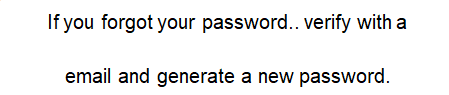 If you forgot your password.. verify with a
email and generate a new password.